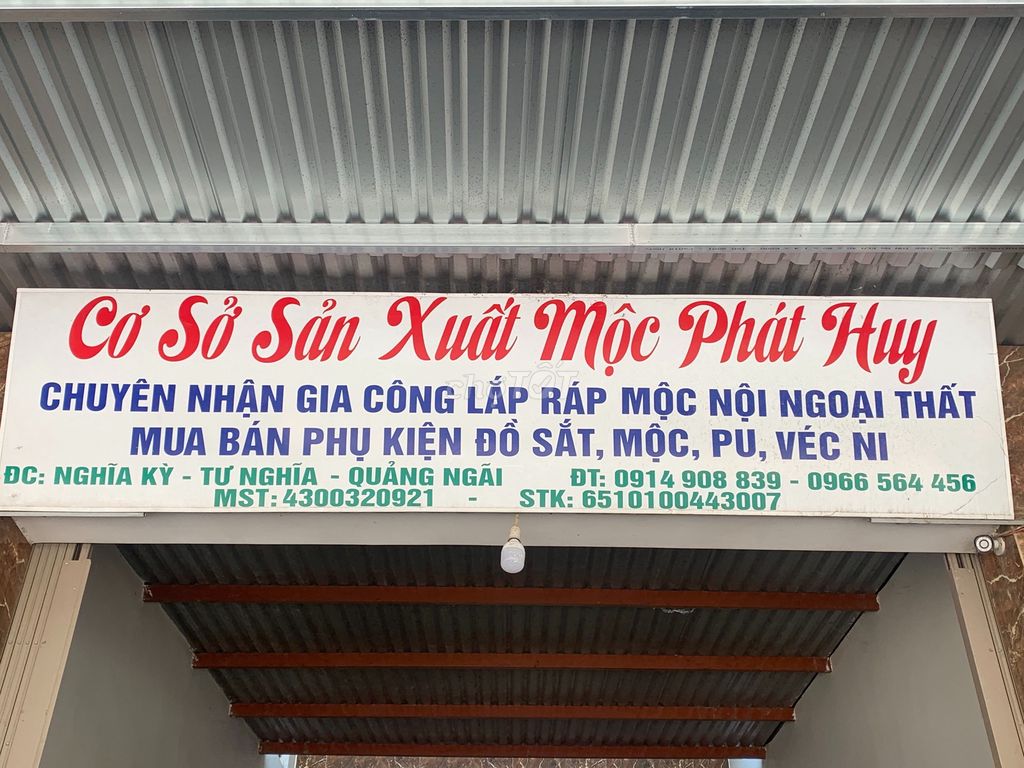 Cơ Sở Sản Xuất Mộc Phát Huy
CHUYÊN NHẬN GIA CÔNG LẮP RÁP MỘC NỘI NGOẠI THẤT
MUA BÁN PHỤ KIỆN ĐỒ SẮT, MỘC, PU, VÉC NI
ĐC: NGHĨA KỲ - TƯ NGHĨA - QUẢNG NGÃI ĐT: 0914 908 839 - 0966 564 456
MST: 4300320921 - STK: 6510100443007
chợTỐT